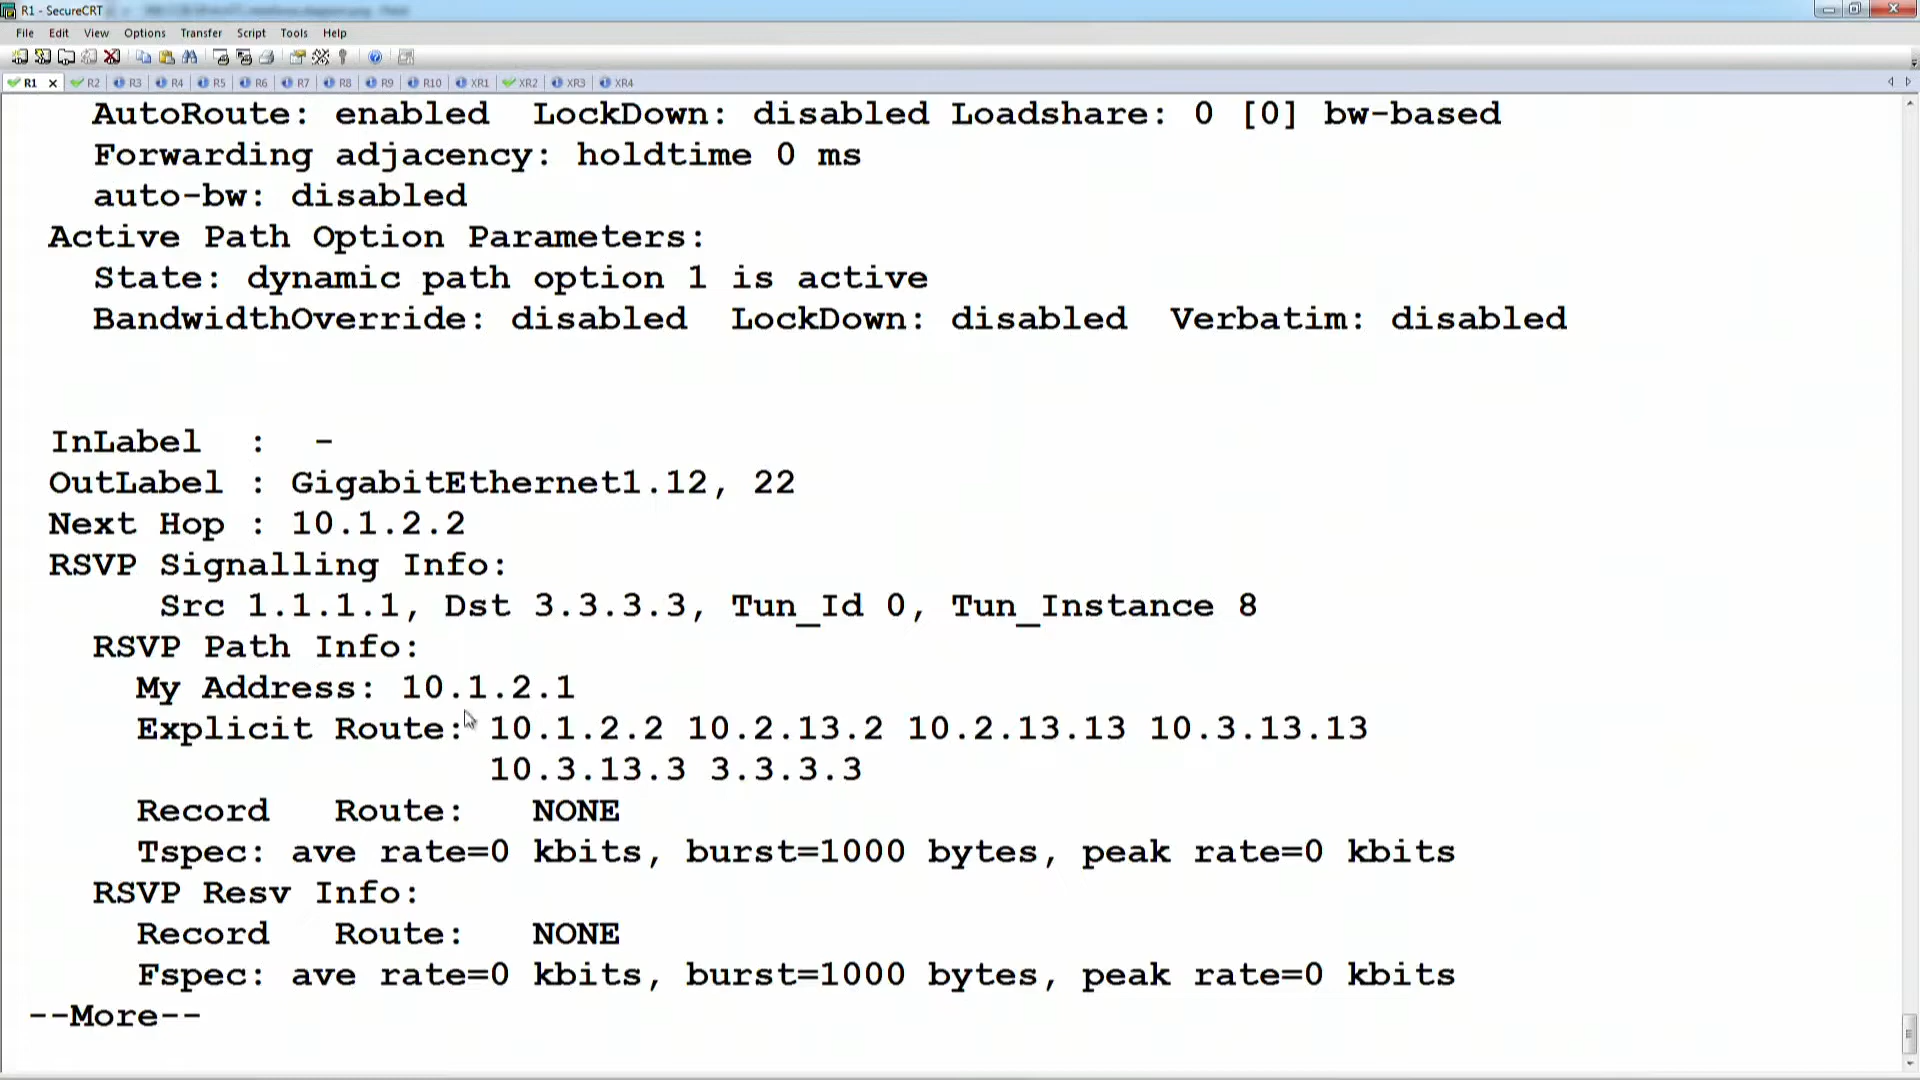 R1 - SecureCRT
File Edit View Options Transfer Script Tools Help
R1 R2 R3 R4 R5 R6 R7 R8 R9 R10 XR1 XR2 XR3 XR4
AutoRoute: enabled LockDown: disabled Loadshare: 0 [0] bw-based
Forwarding adjacency: holdtime 0 ms
auto-bw: disabled
Active Path Option Parameters:
State: dynamic path option 1 is active
BandwidthOverride: disabled LockDown: disabled Verbatim: disabled
InLabel : -
OutLabel : GigabitEthernet1.12, 22
Next Hop : 10.1.2.2
RSVP Signalling Info:
Src 1.1.1.1, Dst 3.3.3.3, Tun_Id 0, Tun_Instance 8
RSVP Path Info:
My Address: 10.1.2.1
Explicit Route: 10.1.2.2 10.2.13.2 10.2.13.13 10.3.13.13
10.3.13.3 3.3.3.3
Record Route: NONE
Tspec: ave rate=0 kbits, burst=1000 bytes, peak rate=0 kbits
RSVP Resv Info:
Record Route: NONE
Fspec: ave rate=0 kbits, burst=1000 bytes, peak rate=0 kbits
--More--